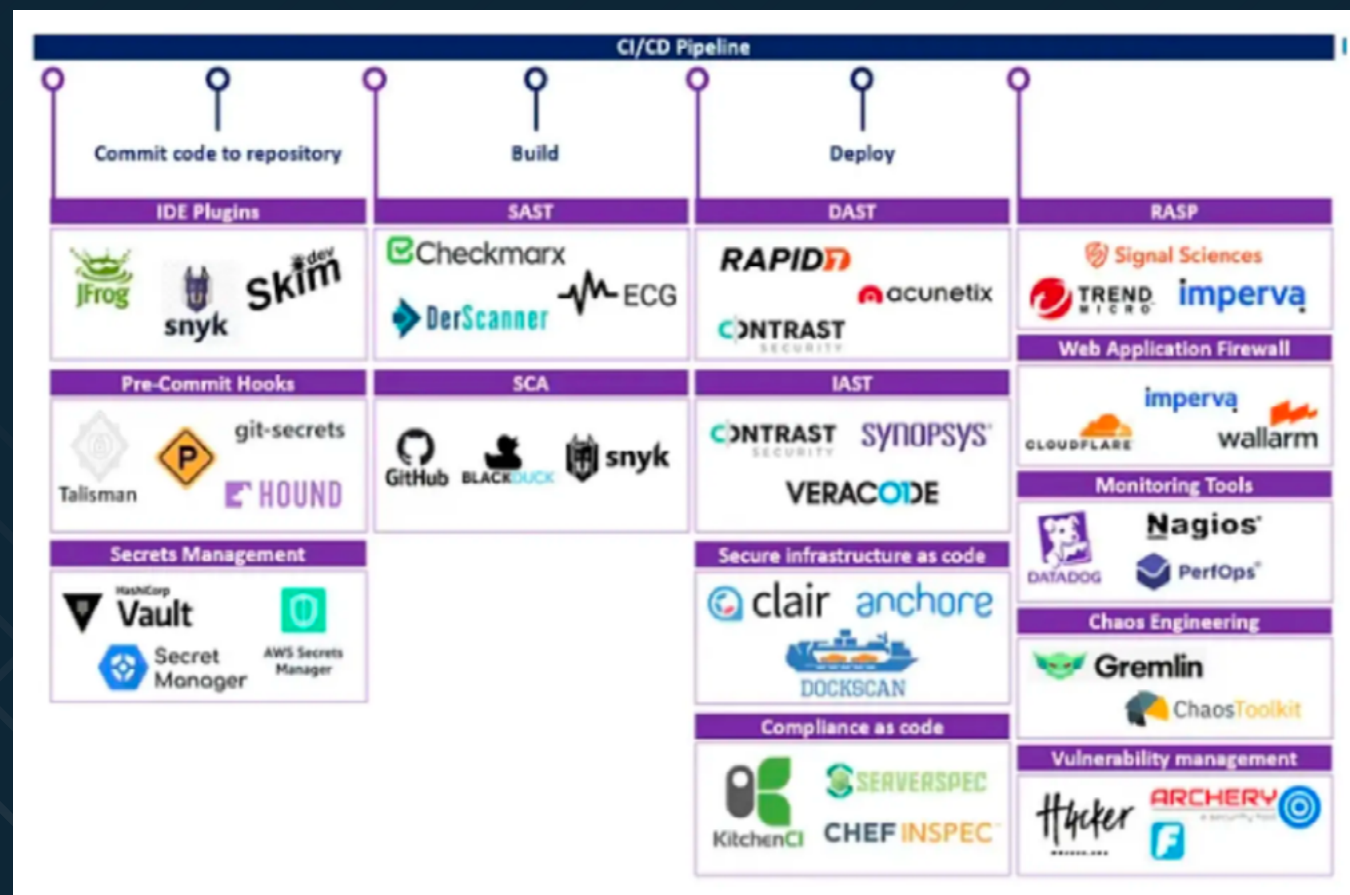 CI/CD Pipeline
Commit code to repository
Build
Deploy
IDE Plugins
JFrog
snyk
Skim
dev
Pre-Commit Hooks
Talisman
P
git-secrets
HOUND
Secrets Management
HashiCorp
Vault
Secret
Manager
AWS Secrets
Manager
SAST
Checkmarx
DerScanner
ECG
SCA
GitHub
BLACKDUCK
snyk
DAST
RAPID7
acunetix
CONTRAST
SECURITY
IAST
CONTRAST
SECURITY
SYNOPSYS®
VERACODE
Secure infrastructure as code
clair
anchore
DOCKSCAN
Compliance as code
KitchenCI
SERVERSPEC
CHEF INSPEC™
RASP
Signal Sciences
TREND
MICRO
imperva
Web Application Firewall
imperva
CLOUDFLARE
wallarm
Monitoring Tools
DATADOG
Nagios®
PerfOps®
Chaos Engineering
Gremlin
ChaosToolkit
Vulnerability management
ARCHERY
F